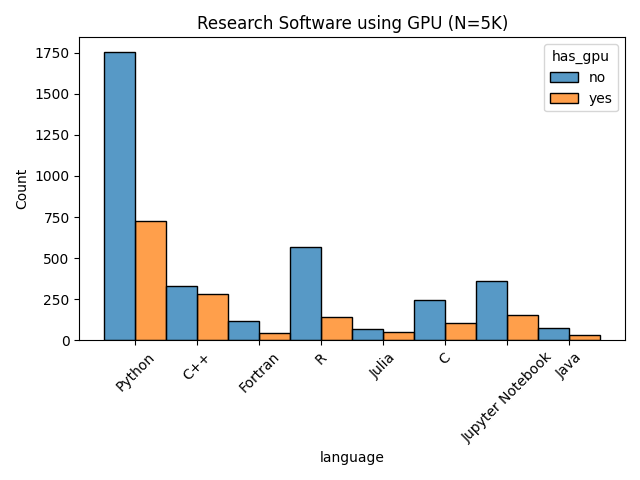 Research Software using GPU (N=5K)
has_gpu
no
yes
Count
1750
1500
1250
1000
750
500
250
0
Python
C++
Fortran
R
Julia
C
Jupyter Notebook
Java
language